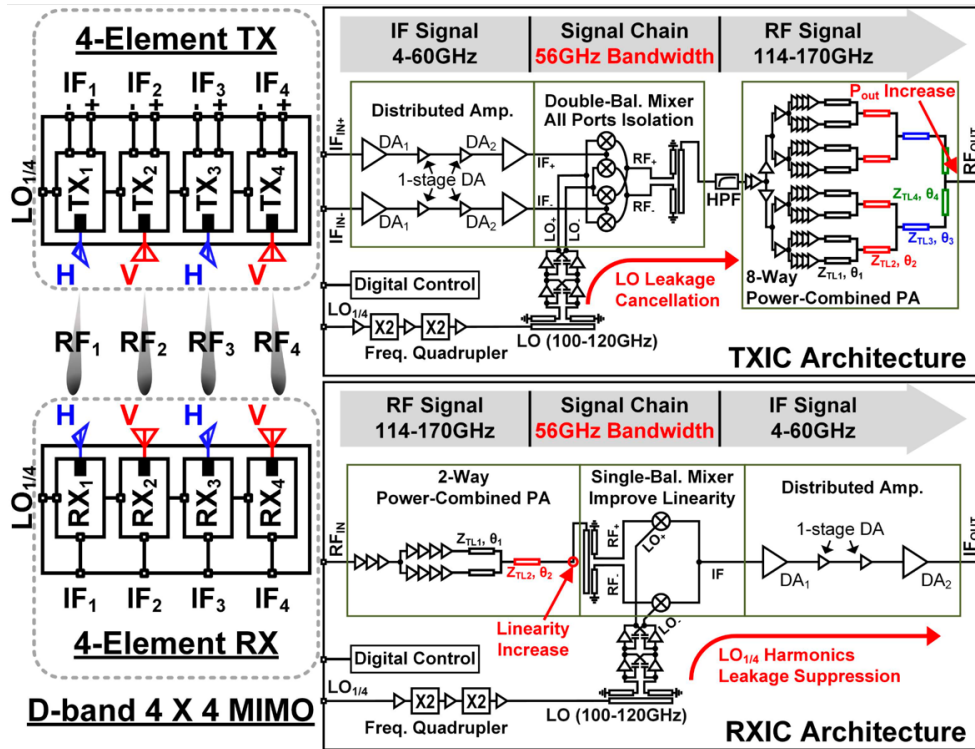 4-Element TX
IF1 IF2 IF3 IF4
- + - + - + - +
LO1/4
TX1 TX2 TX3 TX4
H V H V
RF1 RF2 RF3 RF4
H V H V
LO1/4
RX1 RX2 RX3 RX4
IF1 IF2 IF3 IF4
4-Element RX
D-band 4 X 4 MIMO
IF Signal
4-60GHz
Signal Chain
56GHz Bandwidth
RF Signal
114-170GHz
Distributed Amp.
IFIN+
DA1 DA2
1-stage DA
IFIN-
DA1 DA2
Double-Bal. Mixer
All Ports Isolation
IF+
IF-
RF+
RF-
LO+
LO-
HPF
Pout Increase
RFOUT
ZTL4, θ4
ZTL3, θ3
ZTL2, θ2
ZTL1, θ1
8-Way
Power-Combined PA
LO Leakage
Cancellation
Digital Control
LO1/4
X2 X2
Freq. Quadrupler
LO (100-120GHz)
TXIC Architecture
RF Signal
114-170GHz
Signal Chain
56GHz Bandwidth
IF Signal
4-60GHz
2-Way
Power-Combined PA
RFIN
ZTL1, θ1
ZTL2, θ2
Linearity
Increase
Single-Bal. Mixer
Improve Linearity
RF+
RF-
LO+
LO-
IF
Distributed Amp.
1-stage DA
DA1 DA2
IFOUT
LO1/4 Harmonics
Leakage Suppression
Digital Control
LO1/4
X2 X2
Freq. Quadrupler
LO (100-120GHz)
RXIC Architecture